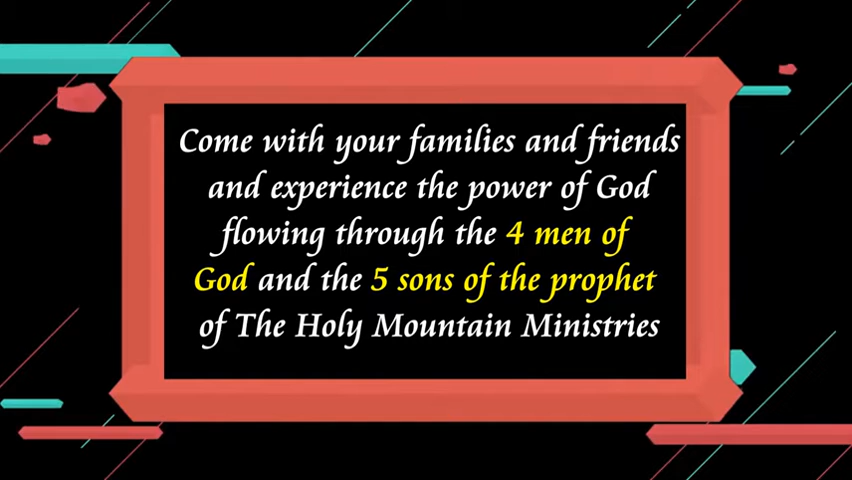 Come with your families and friends
and experience the power of God
flowing through the 4 men of
God and the 5 sons of the prophet
of The Holy Mountain Ministries